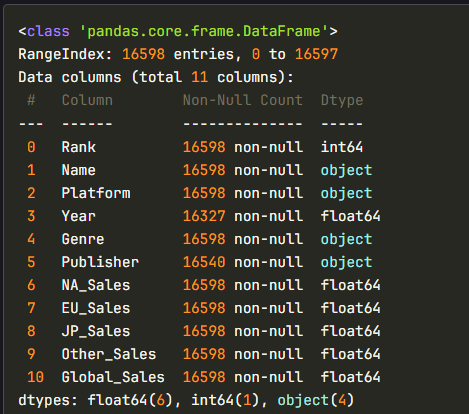 <class 'pandas.core.frame.DataFrame'>
RangeIndex: 16598 entries, 0 to 16597
Data columns (total 11 columns):
 #   Column        Non-Null Count  Dtype
---  ------        --------------  -----
 0   Rank          16598 non-null  int64
 1   Name          16598 non-null  object
 2   Platform      16598 non-null  object
 3   Year          16327 non-null  float64
 4   Genre         16598 non-null  object
 5   Publisher     16540 non-null  object
 6   NA_Sales      16598 non-null  float64
 7   EU_Sales      16598 non-null  float64
 8   JP_Sales      16598 non-null  float64
 9   Other_Sales   16598 non-null  float64
 10  Global_Sales  16598 non-null  float64
dtypes: float64(6), int64(1), object(4)